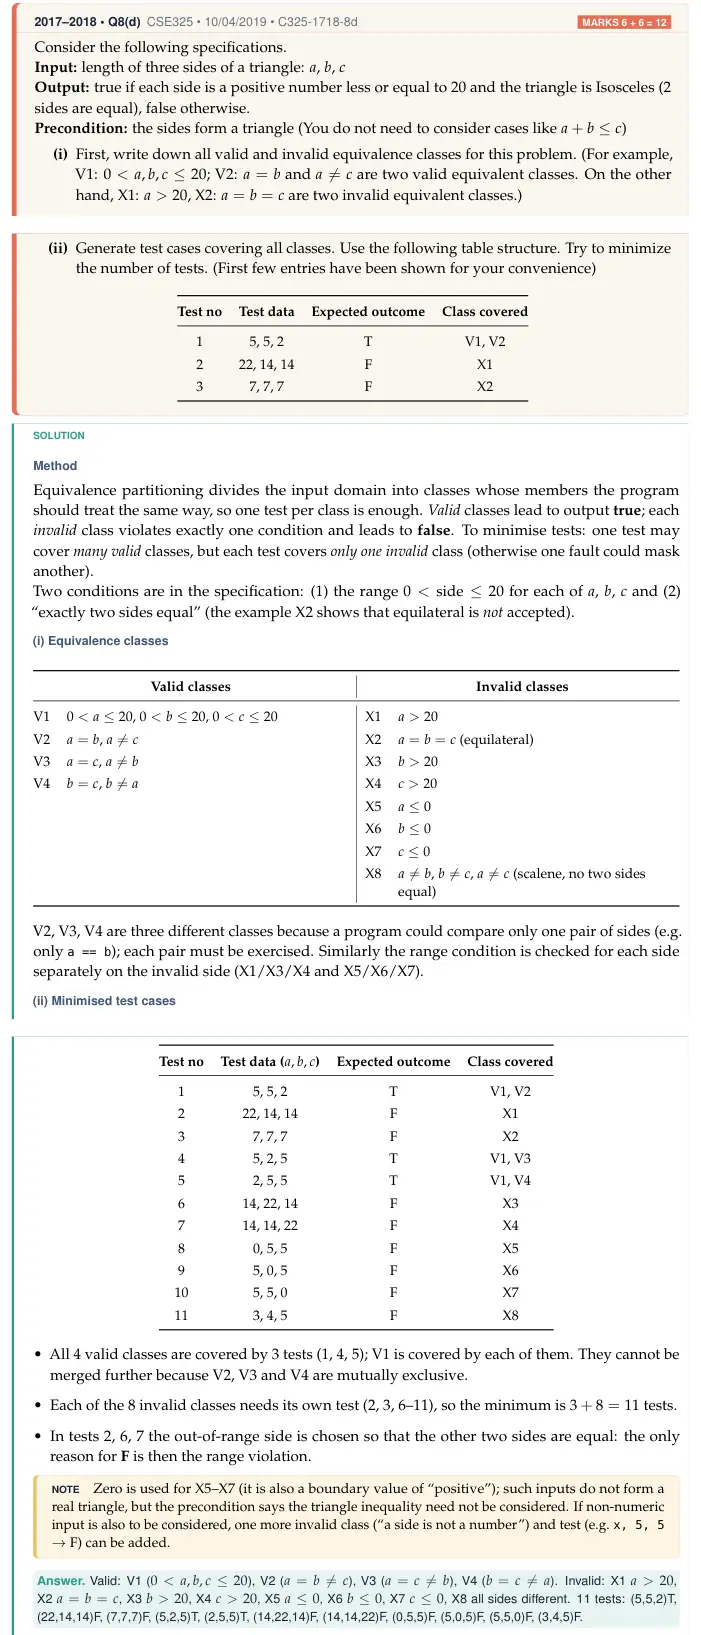 2017–2018 • Q8(d) CSE325 • 10/04/2019 • C325-1718-8d MARKS 6 + 6 = 12
Consider the following specifications.
Input: length of three sides of a triangle: a, b, c
Output: true if each side is a positive number less or equal to 20 and the triangle is Isosceles (2
sides are equal), false otherwise.
Precondition: the sides form a triangle (You do not need to consider cases like a + b ≤ c)
(i) First, write down all valid and invalid equivalence classes for this problem. (For example,
V1: 0 < a, b, c ≤ 20; V2: a = b and a ≠ c are two valid equivalent classes. On the other
hand, X1: a > 20, X2: a = b = c are two invalid equivalent classes.)
(ii) Generate test cases covering all classes. Use the following table structure. Try to minimize
the number of tests. (First few entries have been shown for your convenience)
Test no Test data Expected outcome Class covered
1 5, 5, 2 T V1, V2
2 22, 14, 14 F X1
3 7, 7, 7 F X2
SOLUTION
Method
Equivalence partitioning divides the input domain into classes whose members the program
should treat the same way, so one test per class is enough. Valid classes lead to output true; each
invalid class violates exactly one condition and leads to false. To minimise tests: one test may
cover many valid classes, but each test covers only one invalid class (otherwise one fault could mask
another).
Two conditions are in the specification: (1) the range 0 < side ≤ 20 for each of a, b, c and (2)
“exactly two sides equal” (the example X2 shows that equilateral is not accepted).
(i) Equivalence classes
Valid classes Invalid classes
V1 0 < a ≤ 20, 0 < b ≤ 20, 0 < c ≤ 20 X1 a > 20
V2 a = b, a ≠ c X2 a = b = c (equilateral)
V3 a = c, a ≠ b X3 b > 20
V4 b = c, b ≠ a X4 c > 20
X5 a ≤ 0
X6 b ≤ 0
X7 c ≤ 0
X8 a ≠ b, b ≠ c, a ≠ c (scalene, no two sides
equal)
V2, V3, V4 are three different classes because a program could compare only one pair of sides (e.g.
only a == b); each pair must be exercised. Similarly the range condition is checked for each side
separately on the invalid side (X1/X3/X4 and X5/X6/X7).
(ii) Minimised test cases
Test no Test data (a, b, c) Expected outcome Class covered
1 5, 5, 2 T V1, V2
2 22, 14, 14 F X1
3 7, 7, 7 F X2
4 5, 2, 5 T V1, V3
5 2, 5, 5 T V1, V4
6 14, 22, 14 F X3
7 14, 14, 22 F X4
8 0, 5, 5 F X5
9 5, 0, 5 F X6
10 5, 5, 0 F X7
11 3, 4, 5 F X8
• All 4 valid classes are covered by 3 tests (1, 4, 5); V1 is covered by each of them. They cannot be
merged further because V2, V3 and V4 are mutually exclusive.
• Each of the 8 invalid classes needs its own test (2, 3, 6–11), so the minimum is 3 + 8 = 11 tests.
• In tests 2, 6, 7 the out-of-range side is chosen so that the other two sides are equal: the only
reason for F is then the range violation.
NOTE Zero is used for X5–X7 (it is also a boundary value of “positive”); such inputs do not form a
real triangle, but the precondition says the triangle inequality need not be considered. If non-numeric
input is also to be considered, one more invalid class (“a side is not a number”) and test (e.g. x, 5, 5
→ F) can be added.
Answer. Valid: V1 (0 < a, b, c ≤ 20), V2 (a = b ≠ c), V3 (a = c ≠ b), V4 (b = c ≠ a). Invalid: X1 a > 20,
X2 a = b = c, X3 b > 20, X4 c > 20, X5 a ≤ 0, X6 b ≤ 0, X7 c ≤ 0, X8 all sides different. 11 tests: (5,5,2)T,
(22,14,14)F, (7,7,7)F, (5,2,5)T, (2,5,5)T, (14,22,14)F, (14,14,22)F, (0,5,5)F, (5,0,5)F, (5,5,0)F, (3,4,5)F.